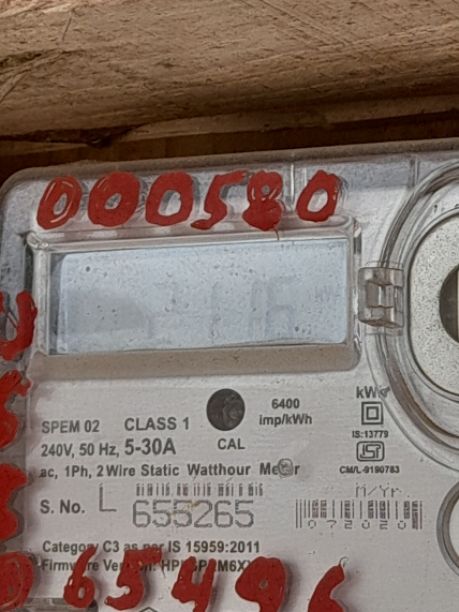 000580
SPEM 02 CLASS 1 6400 imp/kWh
240V, 50 Hz, 5-30A CAL
IS:13779
ac, 1Ph, 2 Wire Static Watthour Meter
CM/L-9190783
S. No. L 655265
M/Yr
072020
Category C3 as per IS 15959:2011
Firmware
65496